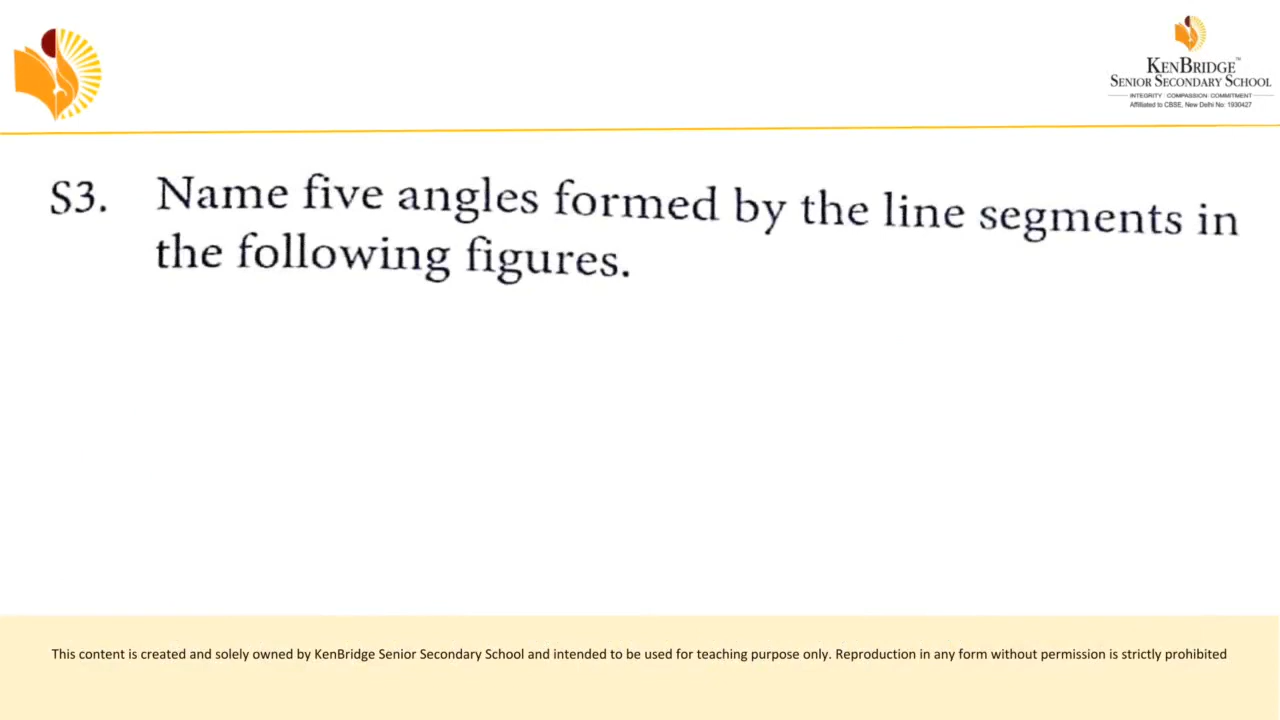 KENBRIDGE™
SENIOR SECONDARY SCHOOL
INTEGRITY COMPASSION COMMITMENT
Affiliated to CBSE, New Delhi No: 1930427
S3. Name five angles formed by the line segments in
the following figures.
This content is created and solely owned by KenBridge Senior Secondary School and intended to be used for teaching purpose only. Reproduction in any form without permission is strictly prohibited